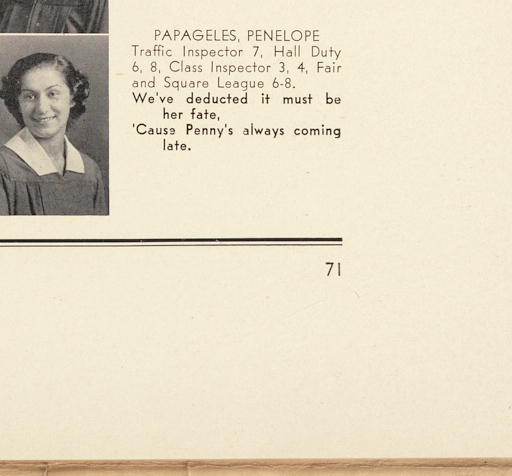 PAPAGELES, PENELOPE
Traffic Inspector 7, Hall Duty
6, 8, Class Inspector 3, 4, Fair
and Square League 6-8.
We've deducted it must be
her fate,
'Cause Penny's always coming
late.
71